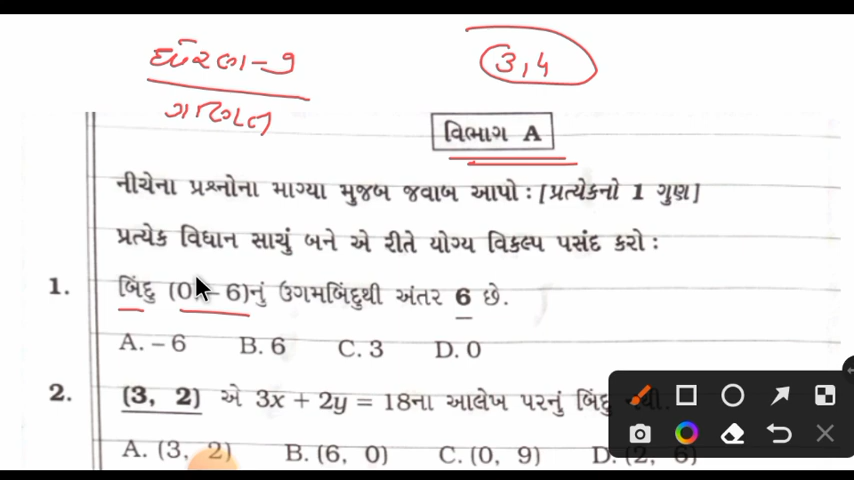 ધોરણ-9
3,4
ગણિત
વિભાગ A
નીચેના પ્રશ્નોના માગ્યા મુજબ જવાબ આપો : [પ્રત્યેકનો 1 ગુણ]
પ્રત્યેક વિધાન સાચું બને એ રીતે યોગ્ય વિકલ્પ પસંદ કરો :
1. બિંદુ (0, – 6)નું ઉગમબિંદુથી અંતર 6 છે.
A. – 6 B. 6 C. 3 D. 0
2. (3, 2) એ 3x + 2y = 18ના આલેખ પરનું બિંદુ નથી.
A. (3, 2) B. (6, 0) C. (0, 9) D. (2, 6)